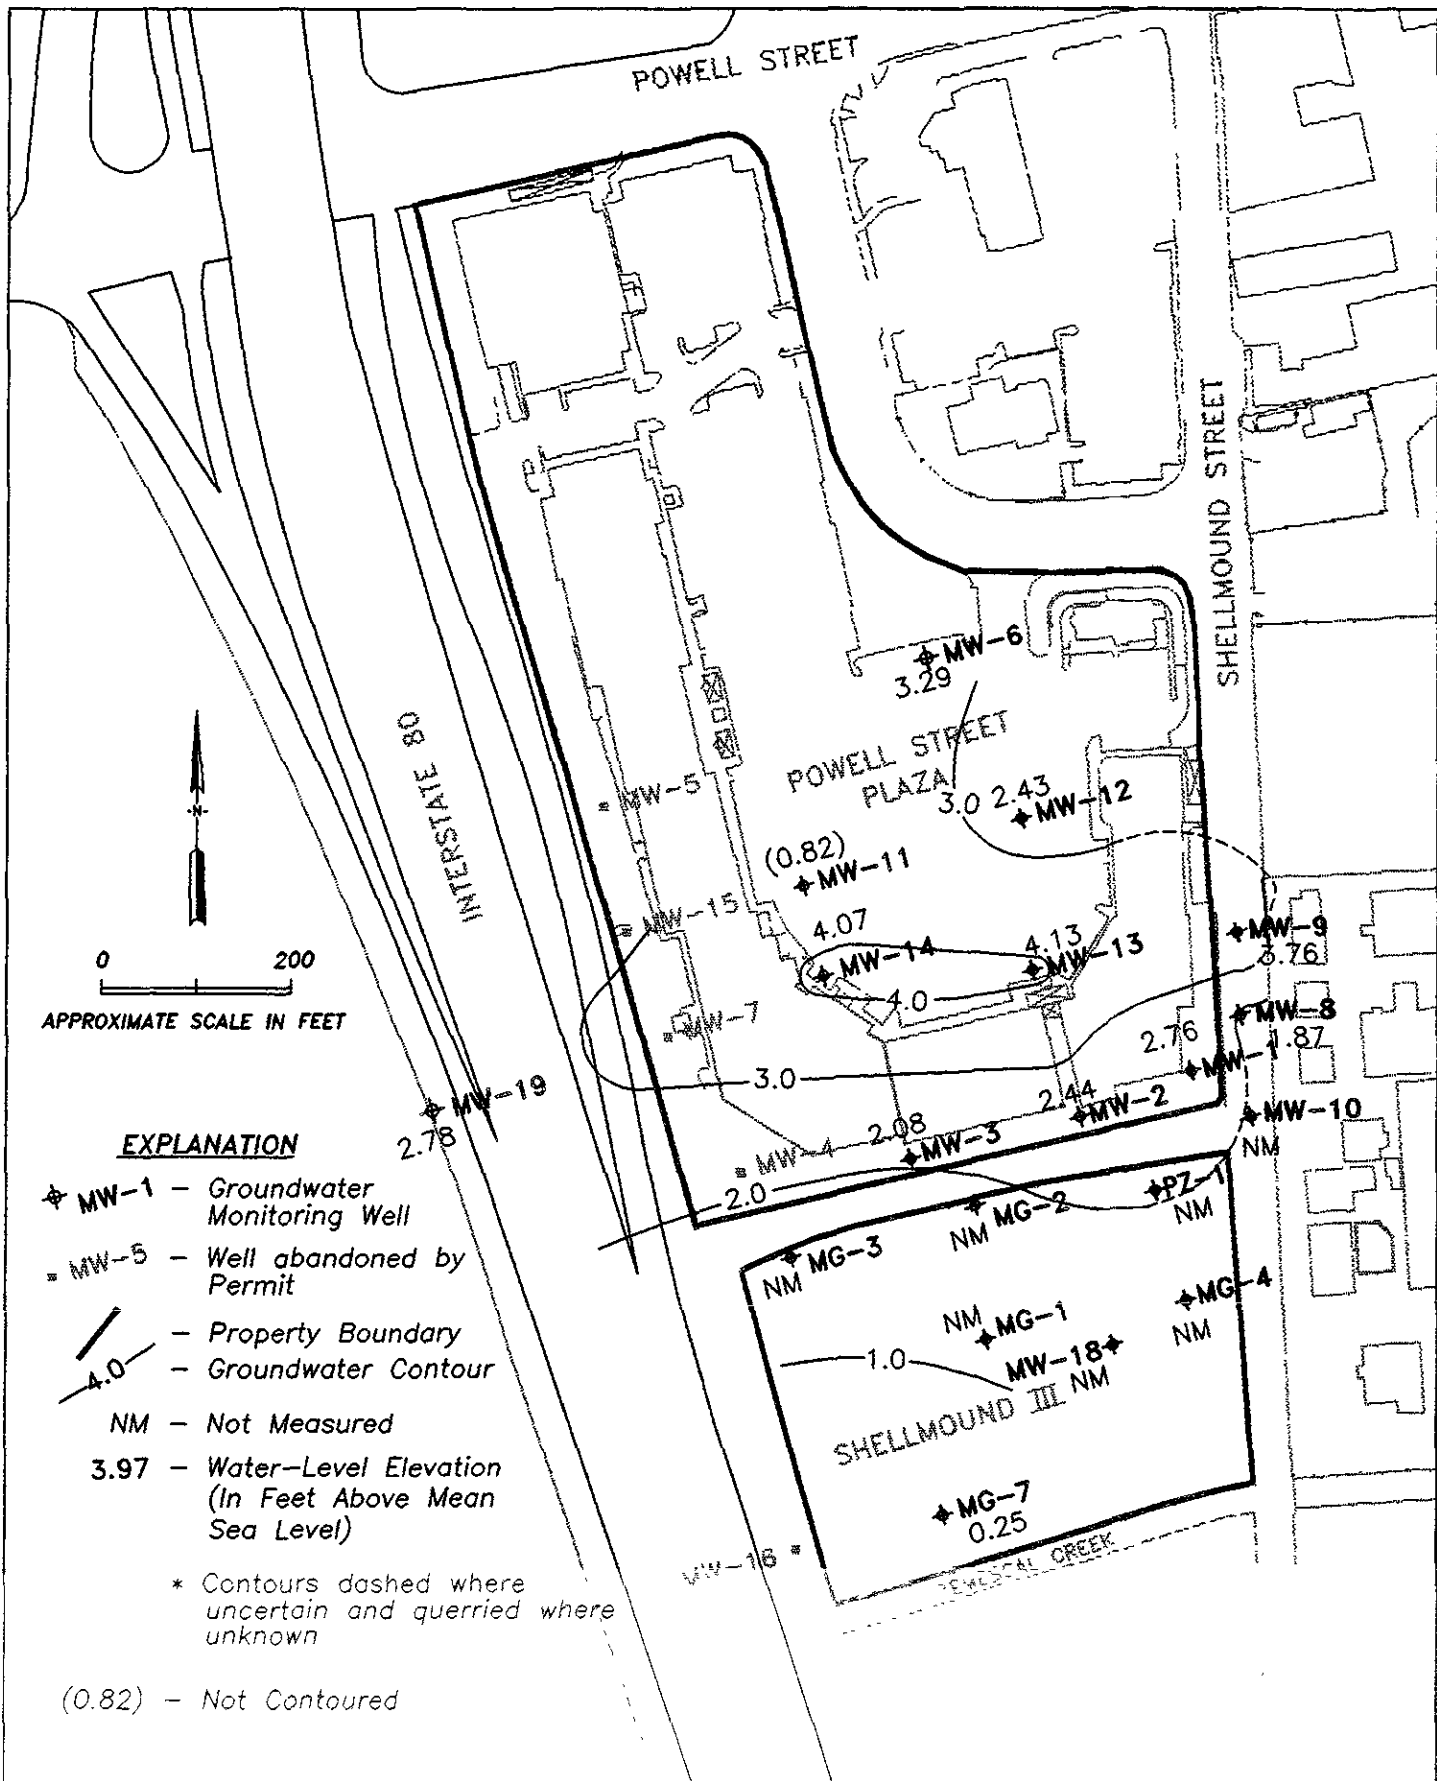 POWELL STREET
SHELLMOUND STREET
MW-6
3.29
INTERSTATE 80
POWELL STREET
PLAZA
MW-5
3.0
2.43
MW-12
(0.82)
MW-11
MW-15
4.07
MW-14
4.13
MW-13
4.0
MW-9
3.76
N
0 200
APPROXIMATE SCALE IN FEET
MW-7
MW-8
1.87
2.76
MW-1
3.0
MW-19
2.78
2.44
MW-2
MW-10
NM
2.08
MW-3
MW-4
2.0
PZ-1
NM
MG-2
NM
MG-3
NM
MG-4
NM
NM
MG-1
MW-18
NM
1.0
SHELLMOUND III
MG-7
0.25
MW-16
TEMESCAL CREEK
EXPLANATION
MW-1 - Groundwater
Monitoring Well
MW-5 - Well abandoned by
Permit
- Property Boundary
4.0 - Groundwater Contour
NM - Not Measured
3.97 - Water-Level Elevation
(In Feet Above Mean
Sea Level)
* Contours dashed where
uncertain and querried where
unknown
(0.82) - Not Contoured